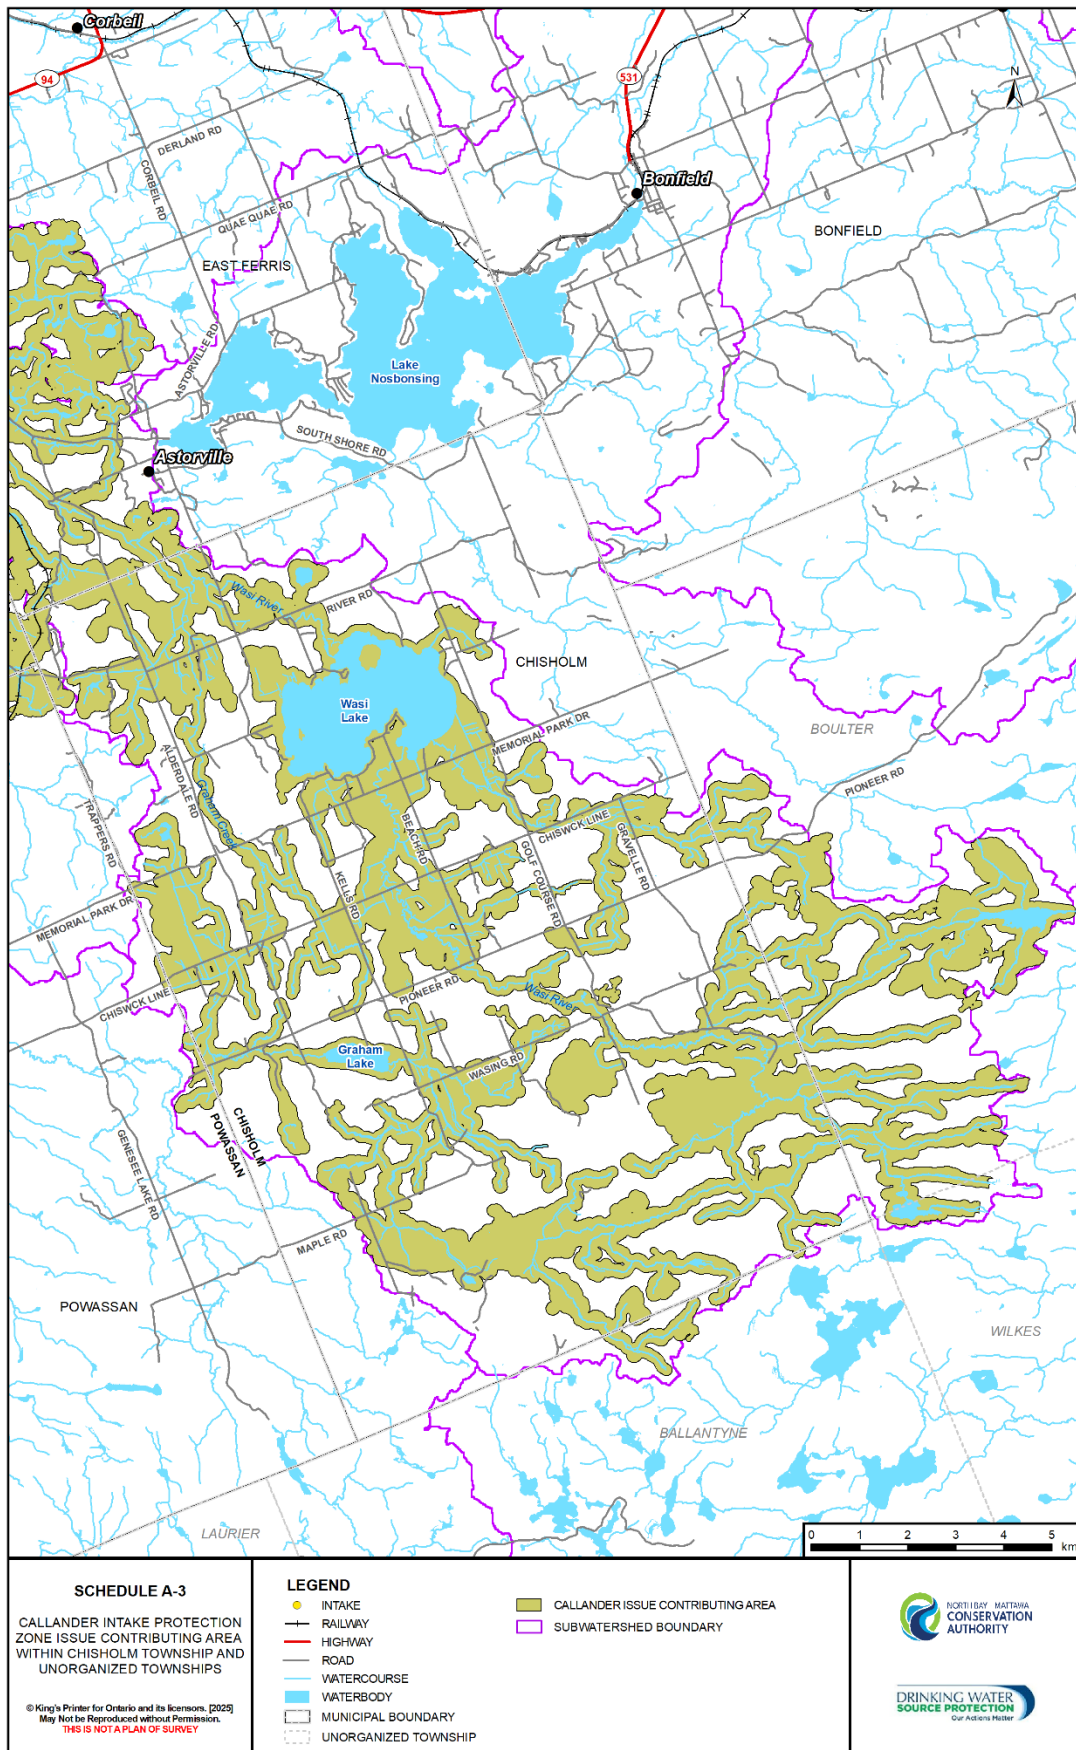 Corbeil
94
531
N
DERLAND RD
CORBEIL RD
Bonfield
QUAE QUAE RD
BONFIELD
EAST FERRIS
ASTORVILLE RD
Lake
Nosbonsing
SOUTH SHORE RD
Astorville
Wasi River
RIVER RD
CHISHOLM
Wasi
Lake
MEMORIAL PARK DR
BOULTER
ALDERDALE RD
PIONEER RD
TRAPPERS RD
Graham Creek
BEACH RD
CHISWCK LINE
GOLF COURSE RD
GRAVELLE RD
KELLS RD
MEMORIAL PARK DR
CHISWCK LINE
PIONEER RD
Wasi River
Graham
Lake
WASING RD
CHISHOLM
POWASSAN
GENESEE LAKE RD
MAPLE RD
POWASSAN
WILKES
BALLANTYNE
LAURIER
0 1 2 3 4 5
km
SCHEDULE A-3
CALLANDER INTAKE PROTECTION
ZONE ISSUE CONTRIBUTING AREA
WITHIN CHISHOLM TOWNSHIP AND
UNORGANIZED TOWNSHIPS
© King's Printer for Ontario and its licensors. [2025]
May Not be Reproduced without Permission.
THIS IS NOT A PLAN OF SURVEY
LEGEND
INTAKE
RAILWAY
HIGHWAY
ROAD
WATERCOURSE
WATERBODY
MUNICIPAL BOUNDARY
UNORGANIZED TOWNSHIP
CALLANDER ISSUE CONTRIBUTING AREA
SUBWATERSHED BOUNDARY
NORTH BAY MATTAWA
CONSERVATION
AUTHORITY
DRINKING WATER
SOURCE PROTECTION
Our Actions Matter